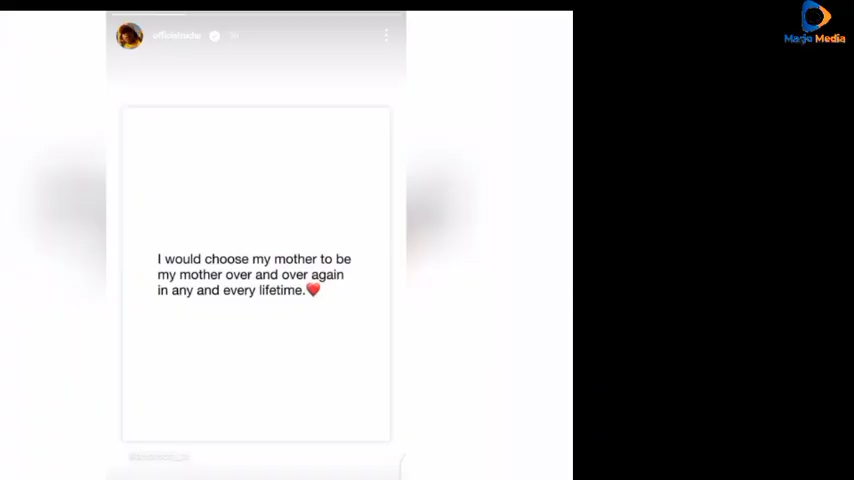 Magic Media
I would choose my mother to be
my mother over and over again
in any and every lifetime.❤️